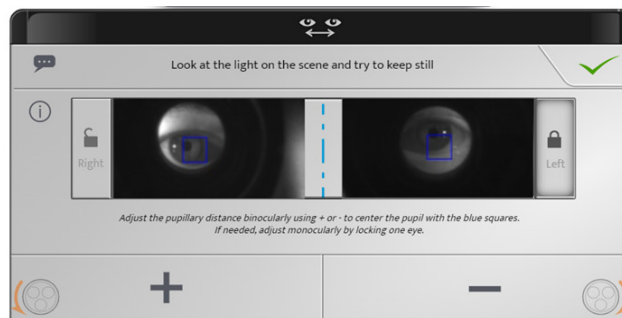 Look at the light on the scene and try to keep still
Right
Left
Adjust the pupillary distance binocularly using + or - to center the pupil with the blue squares.
If needed, adjust monocularly by locking one eye.